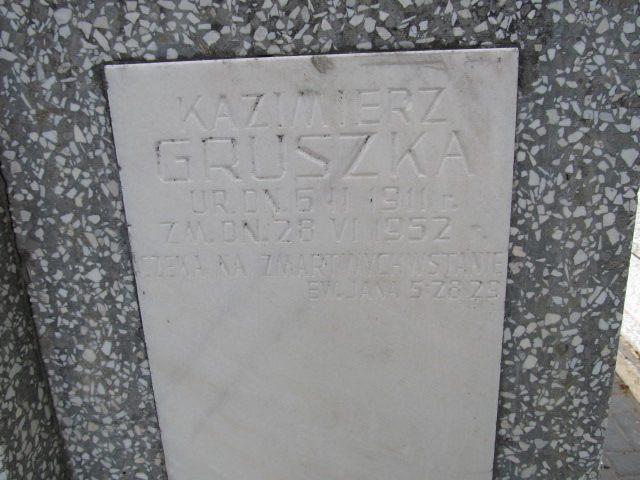 KAZIMIERZ
GRUSZKA
UR. DN. 6 II 1911 r.
ZM. DN. 28 VI 1952 r.
CZEKA NA ZMARTWYCHWSTANIE
EW. JANA 5-28 29